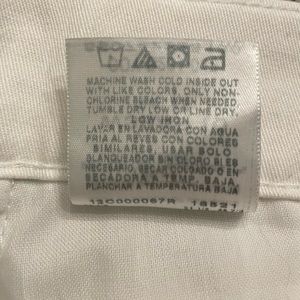 MACHINE WASH COLD INSIDE OUT
WITH LIKE COLORS, ONLY NON-
CHLORINE BLEACH WHEN NEEDED.
TUMBLE DRY LOW OR LINE DRY.
LOW IRON
LAVAR EN LAVADORA CON AGUA
FRIA AL REVES CON COLORES
SIMILARES. USAR SOLO
BLANQUEADOR SIN CLORO SI ES
NECESARIO. SECAR COLGADO O EN
SECADORA A TEMP. BAJA.
PLANCHAR A TEMPERATURA BAJA